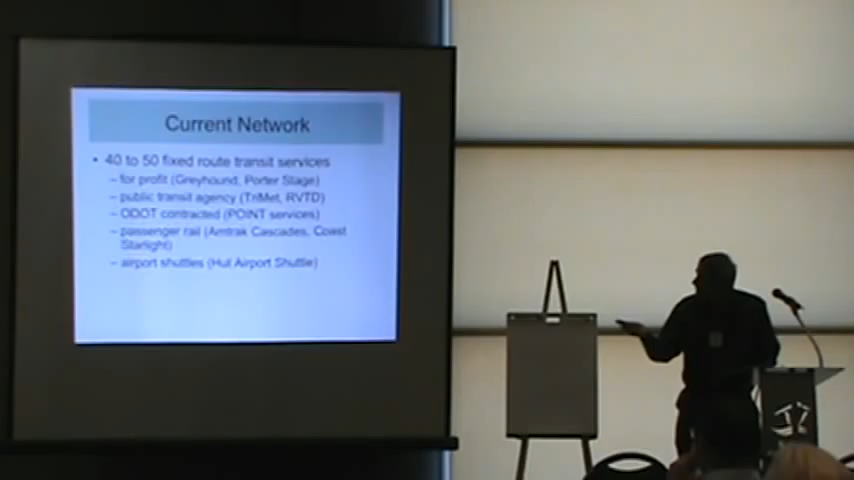 Current Network
• 40 to 50 fixed route transit services
– for profit (Greyhound, Porter Stage)
– public transit agency (TriMet, RVTD)
– ODOT contracted (POINT services)
– passenger rail (Amtrak Cascades, Coast
Starlight)
– airport shuttles (Hut Airport Shuttle)